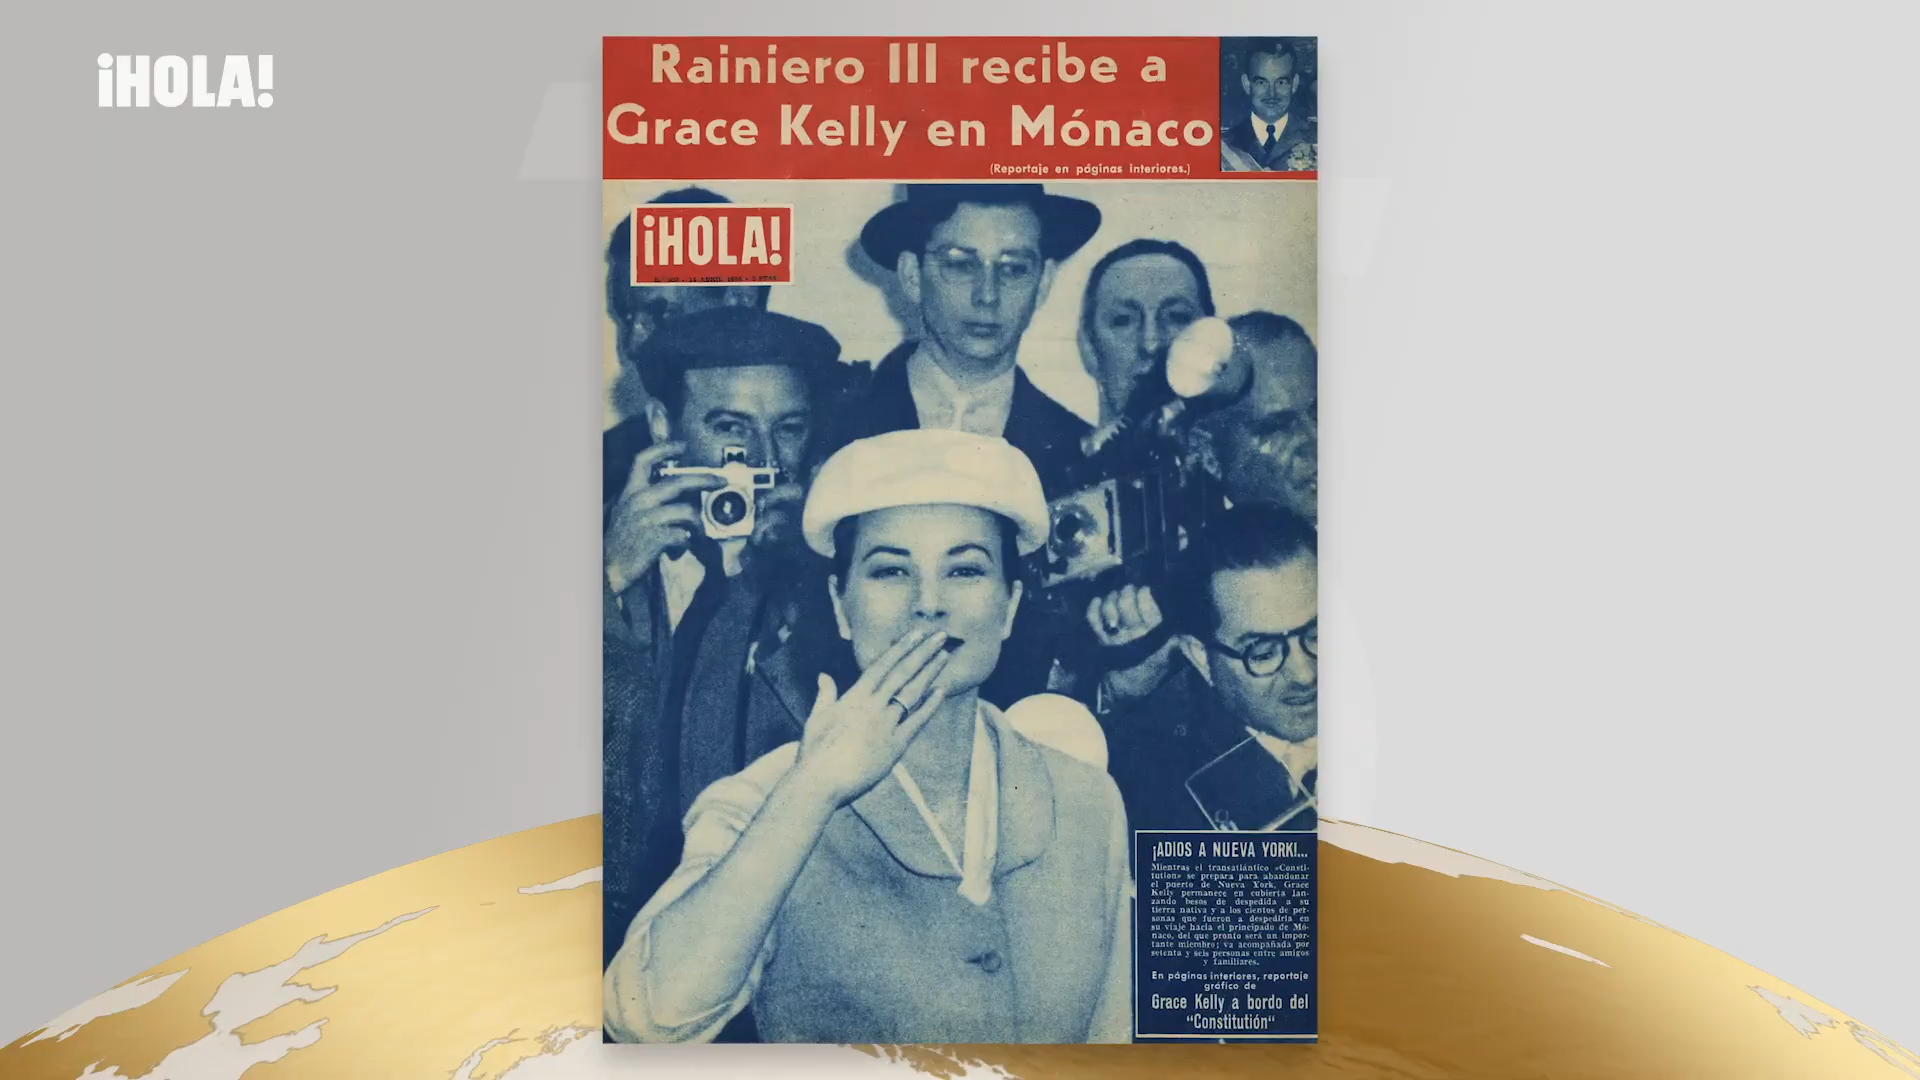 ¡HOLA!
Rainiero III recibe a
Grace Kelly en Mónaco
(Reportaje en páginas interiores.)
¡HOLA!
¡ADIOS A NUEVA YORK!...
Mientras el transatlántico «Consti-
tution» se prepara para abandonar
el puerto de Nueva York, Grace
Kelly permanece en cubierta lan-
zando besos de despedida a su
tierra nativa y a los cientos de per-
sonas que fueron a despedirla en
su viaje hacia el principado de Mó-
naco, del que pronto será un impor-
tante miembro; va acompañada por
setenta y seis personas entre amigos
y familiares.
En páginas interiores, reportaje
gráfico de
Grace Kelly a bordo del
"Constitutión"